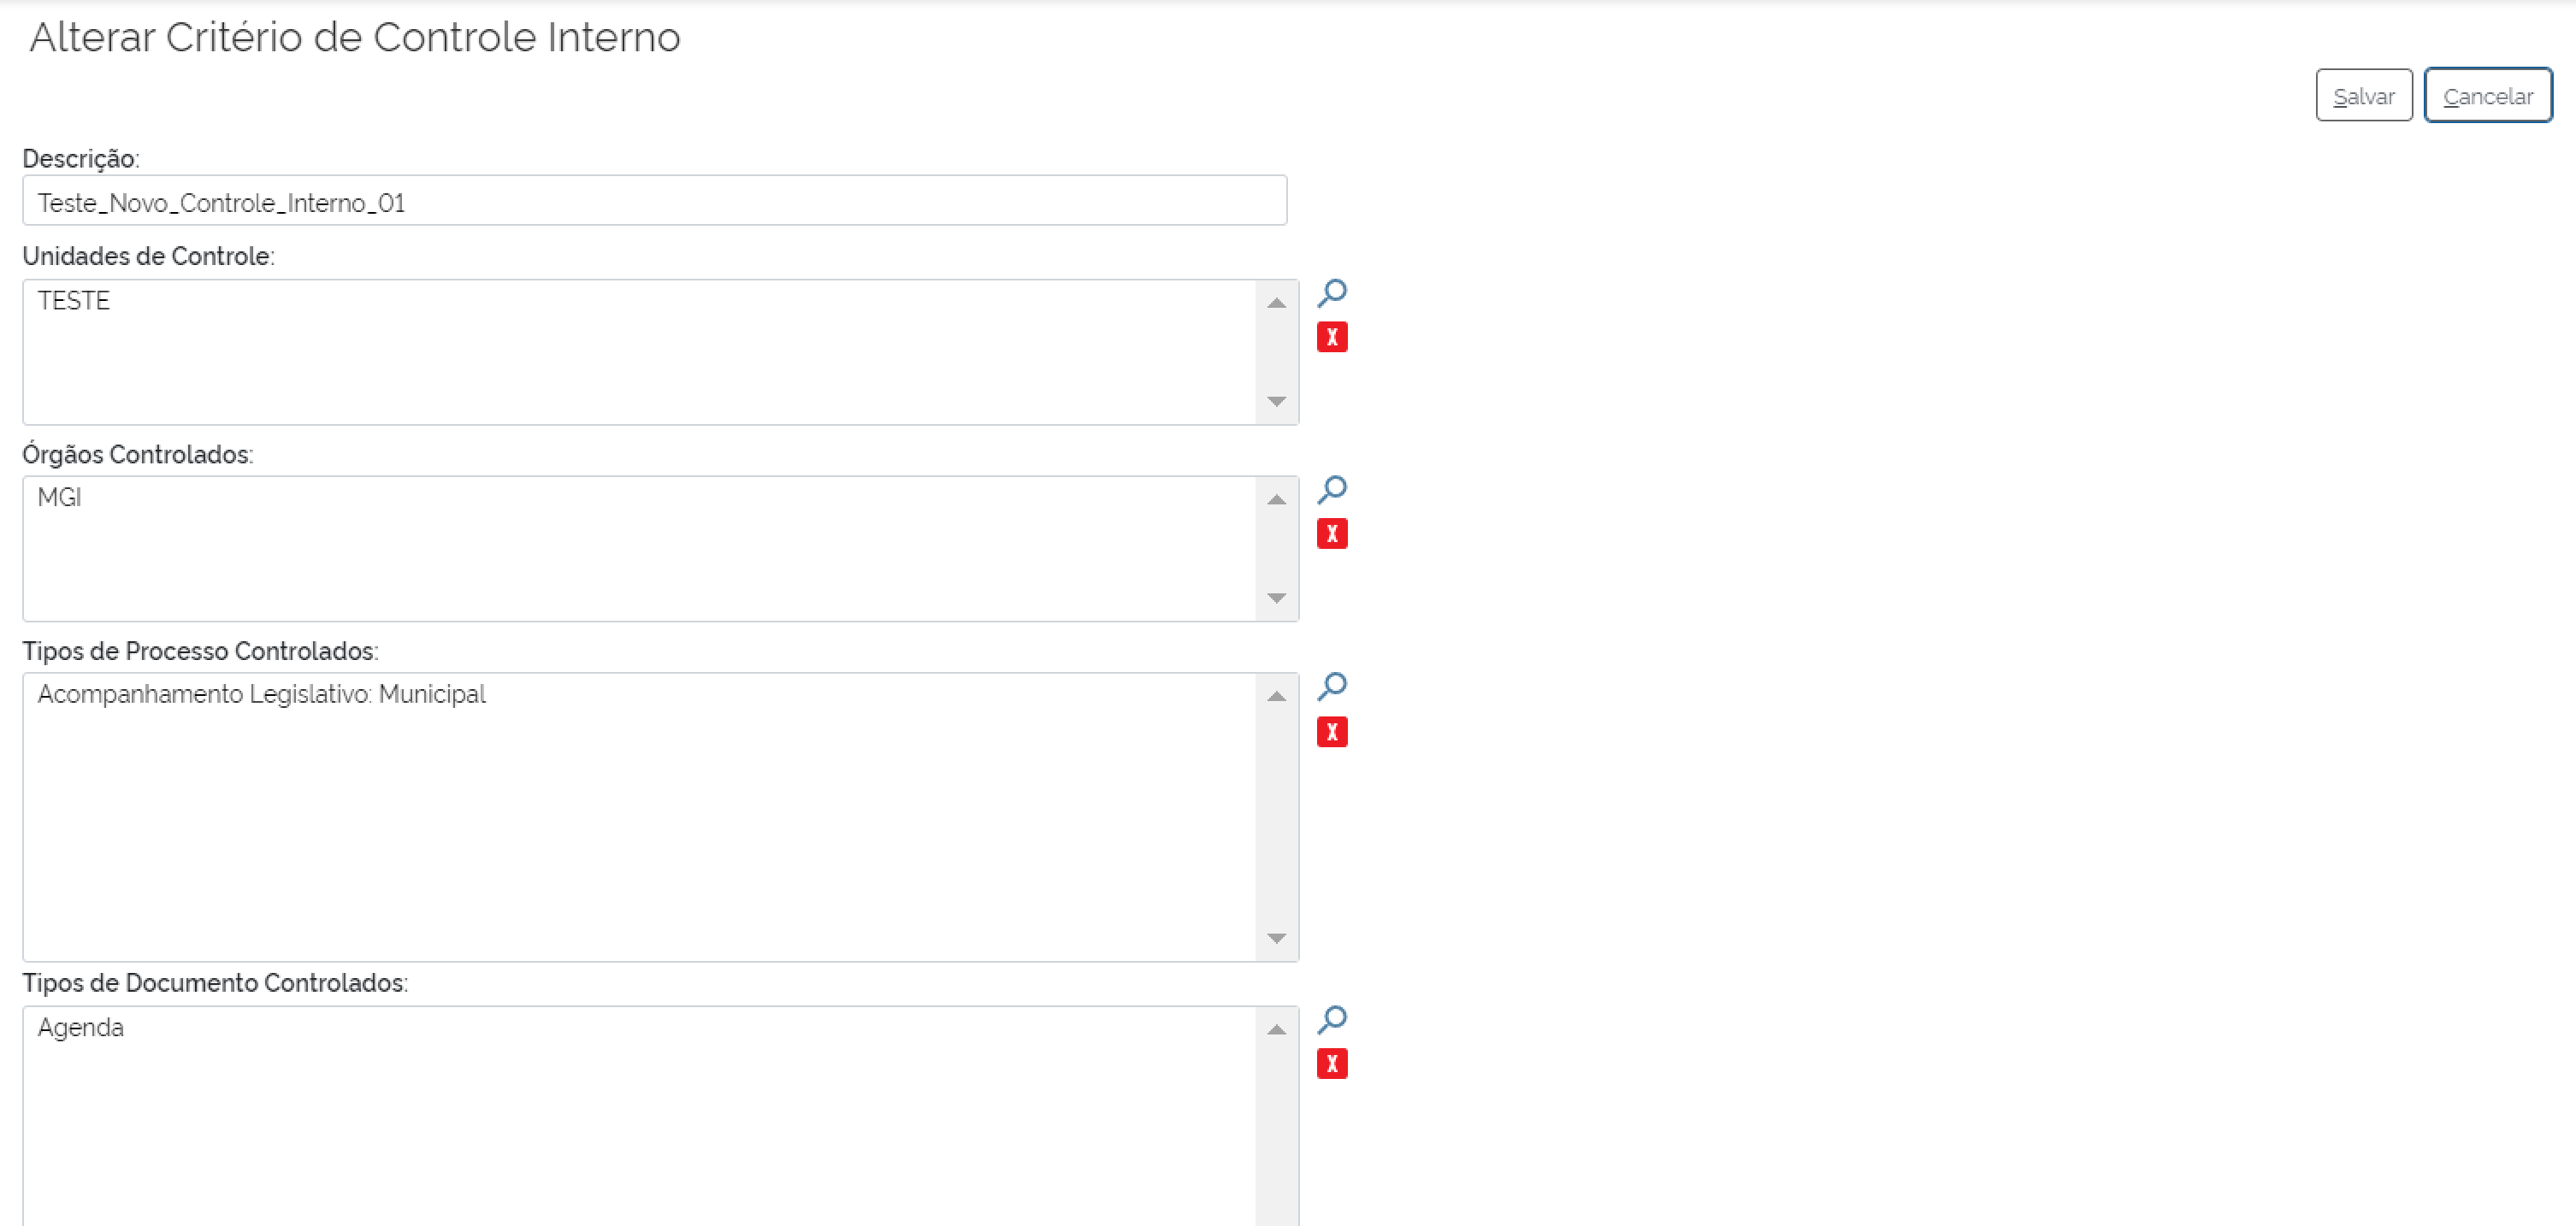 Alterar Critério de Controle Interno
Salvar
Cancelar
Descrição:
Teste_Novo_Controle_Interno_01
Unidades de Controle:
TESTE
X
Órgãos Controlados:
MGI
X
Tipos de Processo Controlados:
Acompanhamento Legislativo: Municipal
X
Tipos de Documento Controlados:
Agenda
X